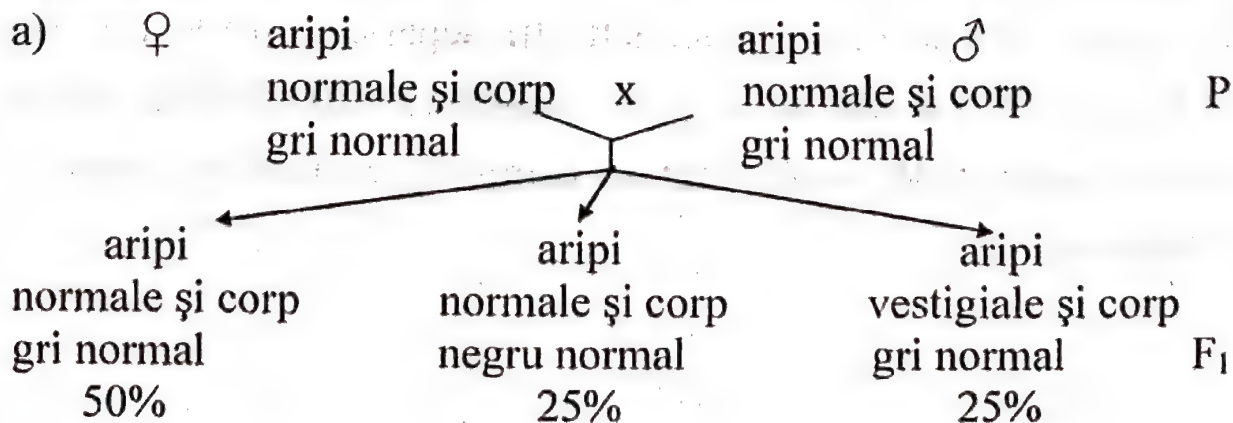 a) ♀ aripi aripi ♂
normale şi corp x normale şi corp P
gri normal gri normal
aripi aripi aripi
normale şi corp normale şi corp vestigiale şi corp
gri normal negru normal gri normal F₁
50% 25% 25%